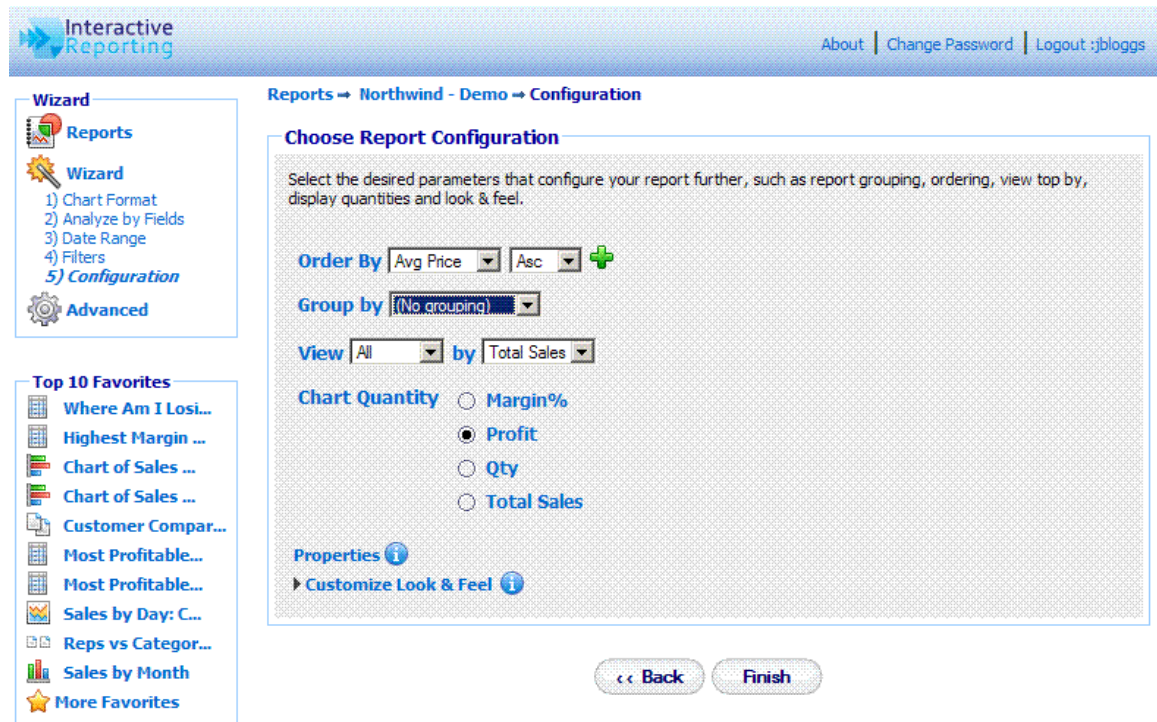 Interactive
Reporting
About | Change Password | Logout :jbloggs
Wizard
Reports
Wizard
1) Chart Format
2) Analyze by Fields
3) Date Range
4) Filters
5) Configuration
Advanced
Top 10 Favorites
Where Am I Losi...
Highest Margin ...
Chart of Sales ...
Chart of Sales ...
Customer Compar...
Most Profitable...
Most Profitable...
Sales by Day: C...
Reps vs Categor...
Sales by Month
More Favorites
Reports ➞ Northwind - Demo ➞ Configuration
Choose Report Configuration
Select the desired parameters that configure your report further, such as report grouping, ordering, view top by,
display quantities and look & feel.
Order By Avg Price Asc
Group by (No grouping)
View All by Total Sales
Chart Quantity Margin%
Profit
Qty
Total Sales
Properties
Customize Look & Feel
‹‹ Back Finish